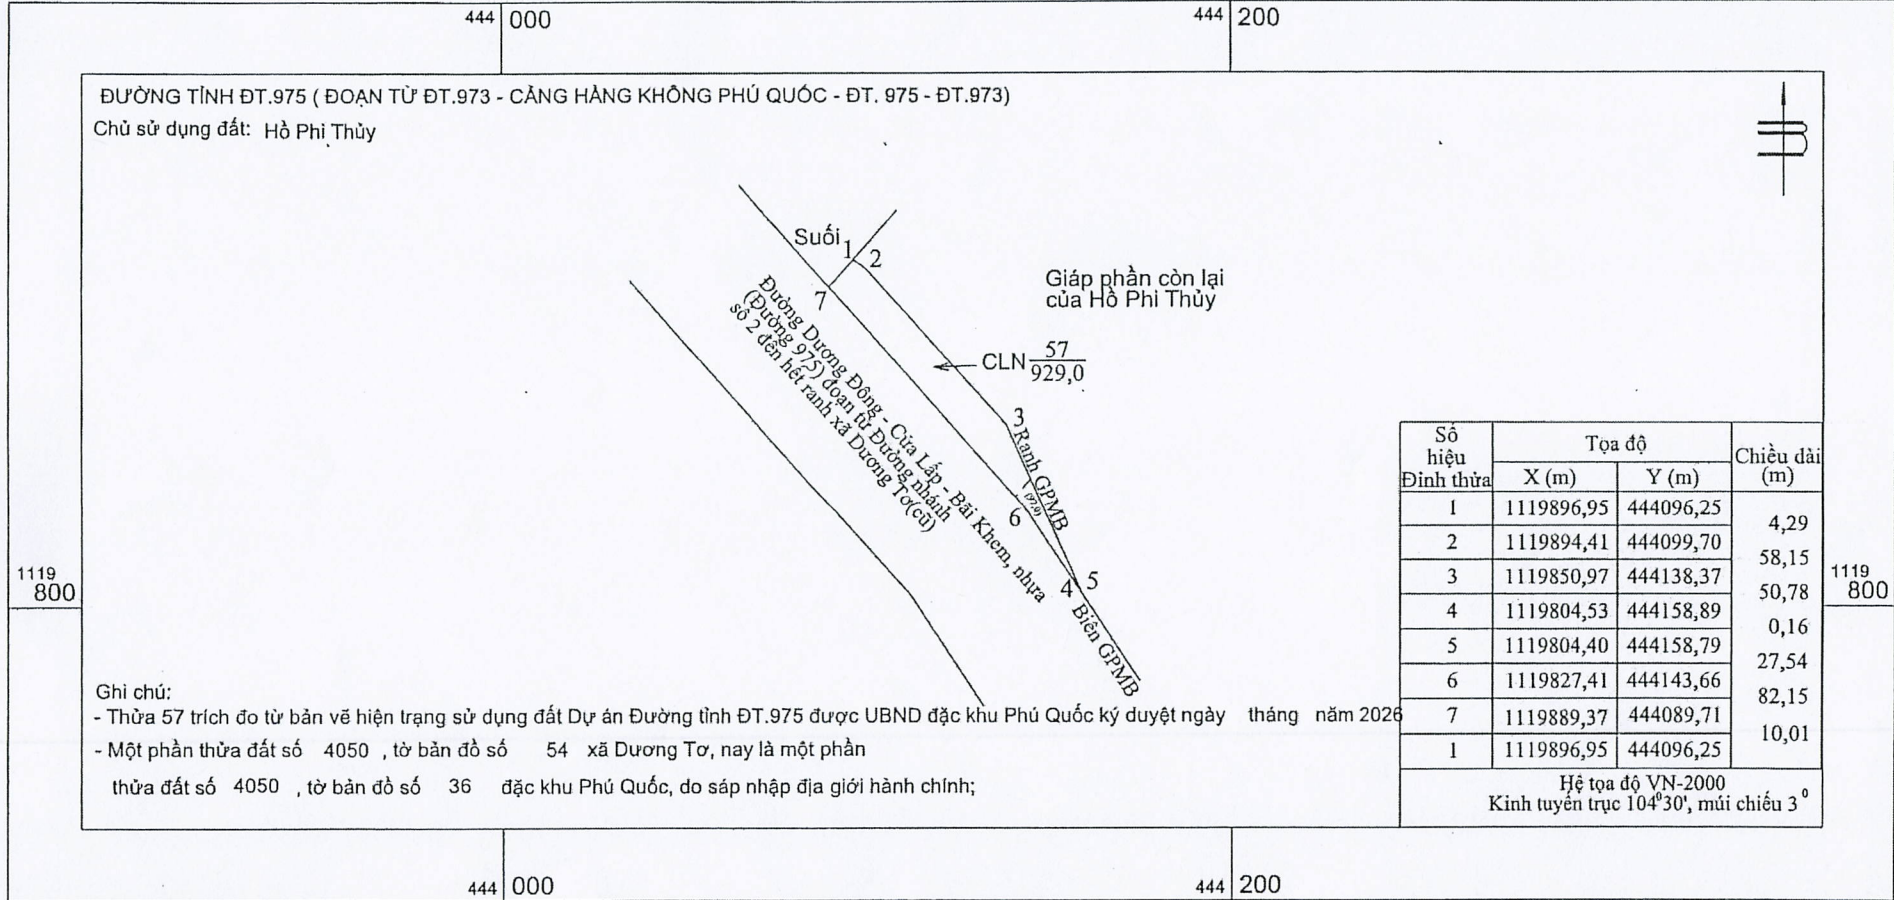 444 000
444 200
ĐƯỜNG TỈNH ĐT.975 ( ĐOẠN TỪ ĐT.973 - CẢNG HÀNG KHÔNG PHÚ QUỐC - ĐT. 975 - ĐT.973)
Chủ sử dụng đất: Hồ Phi Thủy
Suối
1
2
7
Giáp phần còn lại
của Hồ Phi Thủy
Đường Dương Đông - Cửa Lấp - Bãi Khem, nhựa
(Đường 975) đoạn từ Đường nhánh
số 2 đến hết ranh xã Dương Tơ(cũ)
CLN 57
929,0
3
Ranh GPMB
6
4
5
Biên GPMB
1119
800
1119
800
Số hiệu Đỉnh thửa Tọa độ Chiều dài (m)
X (m) Y (m)
1 1119896,95 444096,25
4,29
2 1119894,41 444099,70
58,15
3 1119850,97 444138,37
50,78
4 1119804,53 444158,89
0,16
5 1119804,40 444158,79
27,54
6 1119827,41 444143,66
82,15
7 1119889,37 444089,71
10,01
1 1119896,95 444096,25
Hệ tọa độ VN-2000
Kinh tuyến trục 104⁰30', múi chiếu 3⁰
Ghi chú:
- Thửa 57 trích đo từ bản vẽ hiện trạng sử dụng đất Dự án Đường tỉnh ĐT.975 được UBND đặc khu Phú Quốc ký duyệt ngày tháng năm 2026
- Một phần thửa đất số 4050 , tờ bản đồ số 54 xã Dương Tơ, nay là một phần
thửa đất số 4050 , tờ bản đồ số 36 đặc khu Phú Quốc, do sáp nhập địa giới hành chính;
444 000
444 200